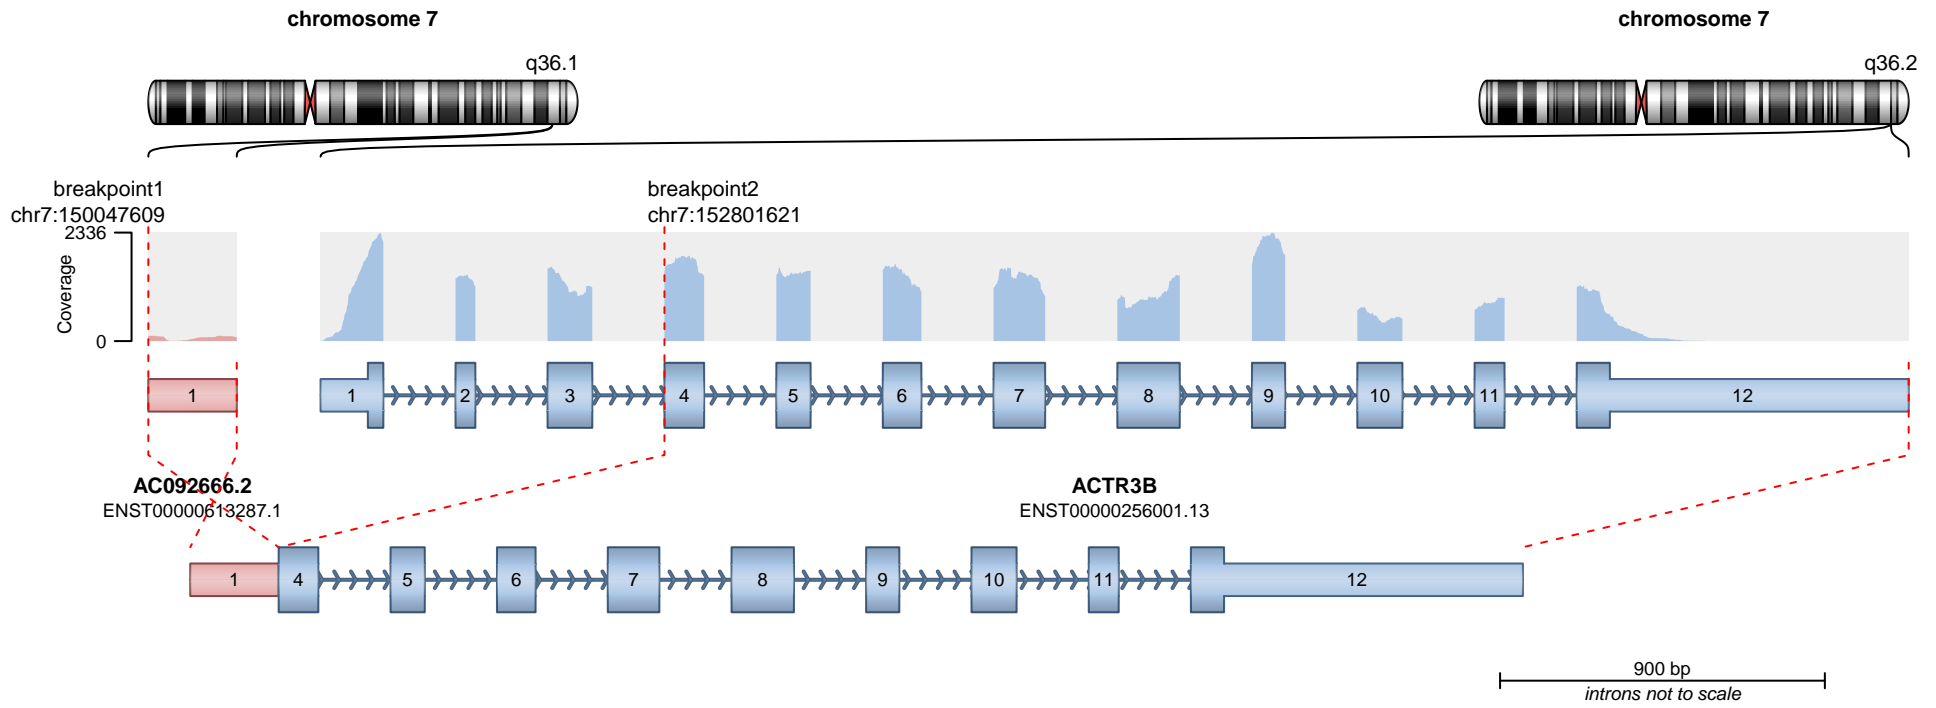 chromosome 7
chromosome 7
q36.1
q36.2
breakpoint1
chr7:150047609
breakpoint2
chr7:152801621
2336
Coverage
0
1
1 2 3 4 5 6 7 8 9 10 11 12
AC092666.2
ENST00000613287.1
ACTR3B
ENST00000256001.13
1 4 5 6 7 8 9 10 11 12
900 bp
introns not to scale